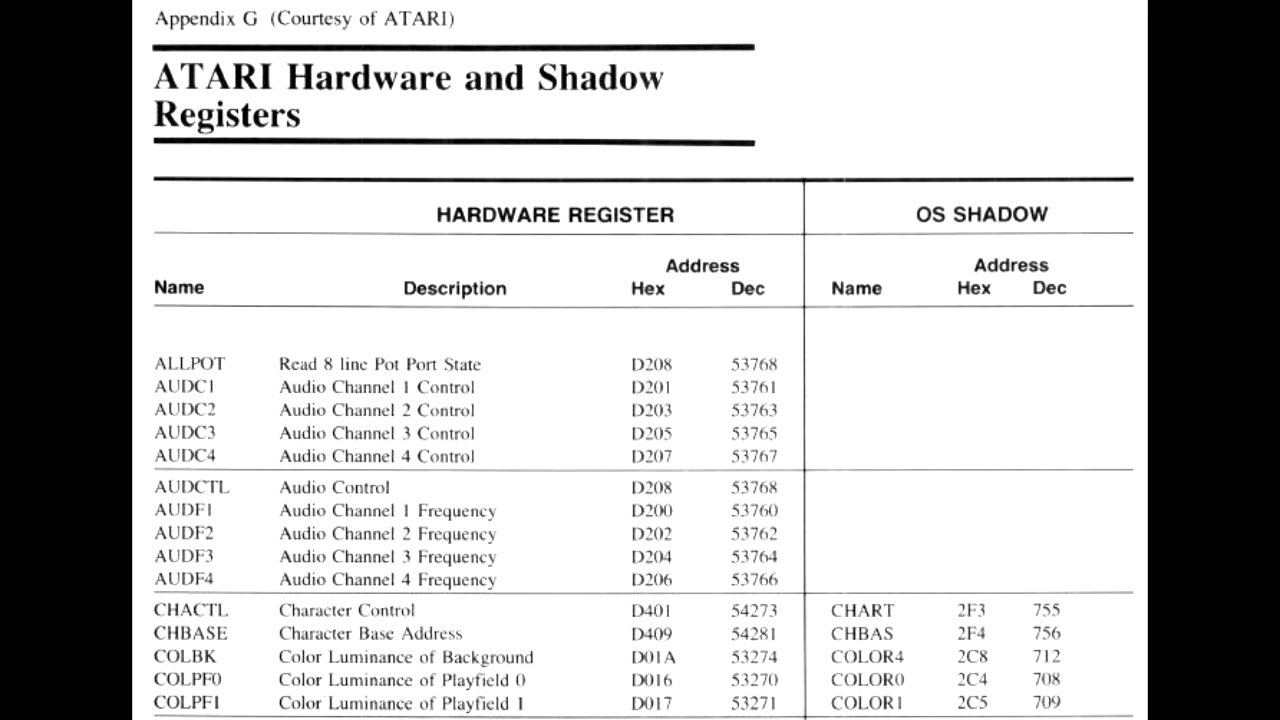 Appendix G (Courtesy of ATARI)
ATARI Hardware and Shadow
Registers
HARDWARE REGISTER OS SHADOW
Address Address
Name Description Hex Dec Name Hex Dec
ALLPOT Read 8 line Pot Port State D208 53768
AUDC1 Audio Channel 1 Control D201 53761
AUDC2 Audio Channel 2 Control D203 53763
AUDC3 Audio Channel 3 Control D205 53765
AUDC4 Audio Channel 4 Control D207 53767
AUDCTL Audio Control D208 53768
AUDF1 Audio Channel 1 Frequency D200 53760
AUDF2 Audio Channel 2 Frequency D202 53762
AUDF3 Audio Channel 3 Frequency D204 53764
AUDF4 Audio Channel 4 Frequency D206 53766
CHACTL Character Control D401 54273 CHART 2F3 755
CHBASE Character Base Address D409 54281 CHBAS 2F4 756
COLBK Color Luminance of Background D01A 53274 COLOR4 2C8 712
COLPF0 Color Luminance of Playfield 0 D016 53270 COLOR0 2C4 708
COLPF1 Color Luminance of Playfield 1 D017 53271 COLOR1 2C5 709